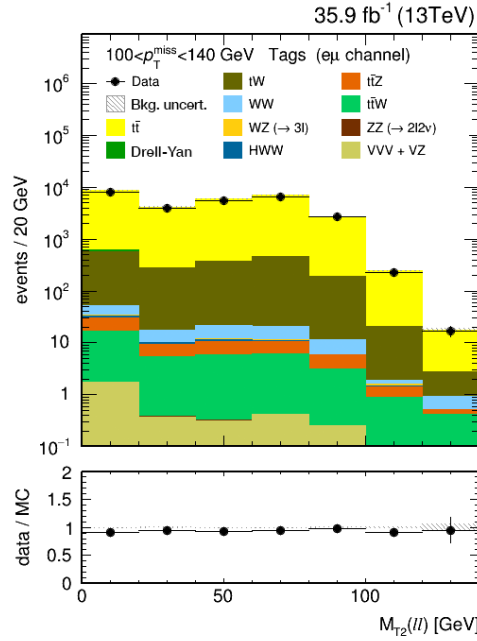 35.9 fb⁻¹ (13TeV)
100<p_T^miss<140 GeV Tags (eμ channel)
Data
Bkg. uncert.
tt̄
Drell-Yan
tW
WW
WZ (→ 3l)
HWW
tt̄Z
tt̄W
ZZ (→ 2l2ν)
VVV + VZ
events / 20 GeV
10⁶
10⁵
10⁴
10³
10²
10
1
10⁻¹
data / MC
2
1.5
1
0.5
0
0 50 100
M_T2(ll) [GeV]